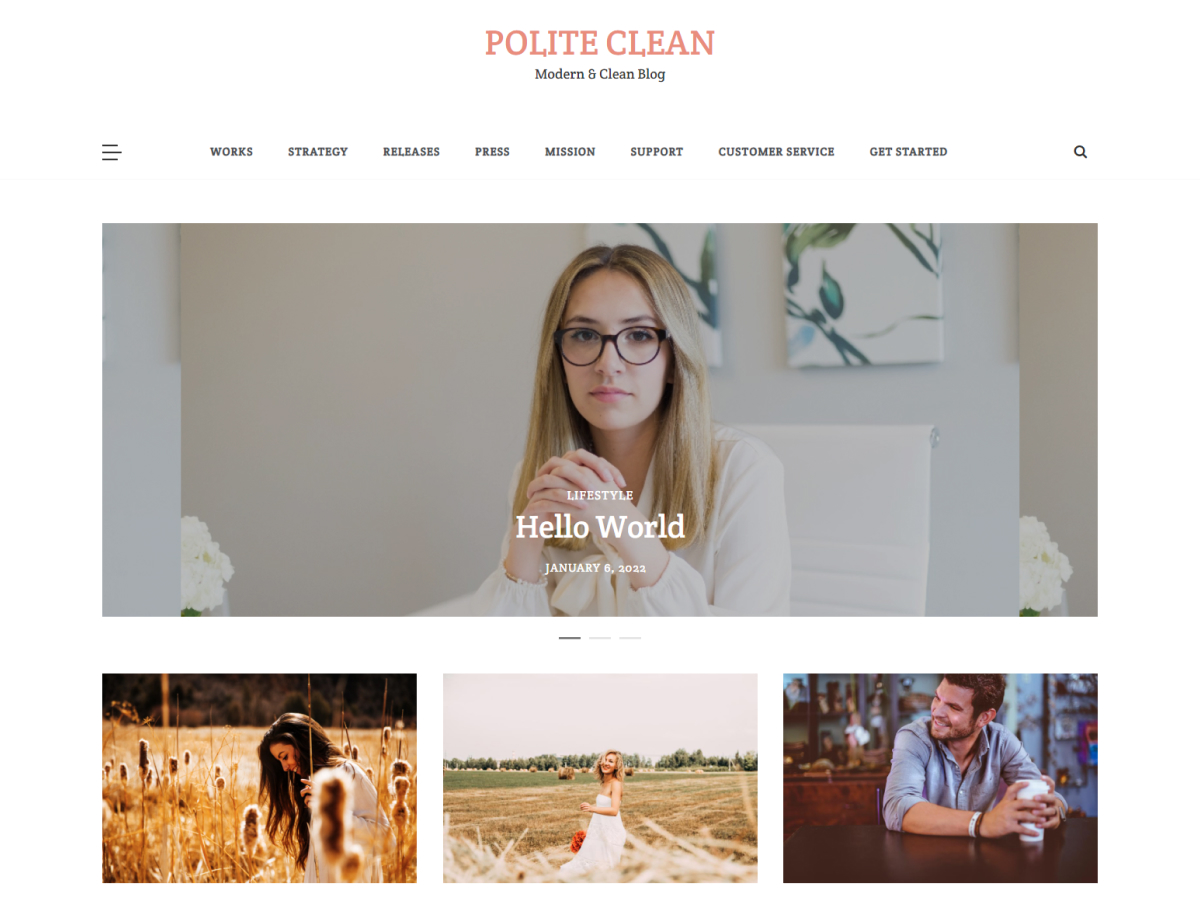 POLITE CLEAN
Modern & Clean Blog
WORKS STRATEGY RELEASES PRESS MISSION SUPPORT CUSTOMER SERVICE GET STARTED
LIFESTYLE
Hello World
JANUARY 6, 2022